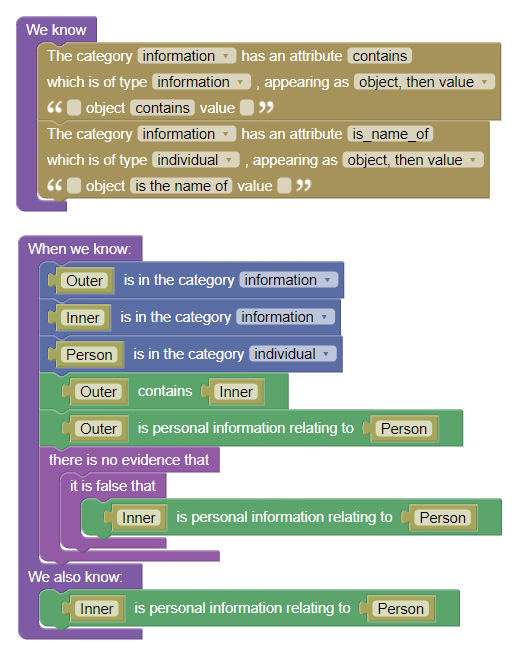 We know
The category information has an attribute contains
which is of type information , appearing as object, then value
“ object contains value ”
The category information has an attribute is_name_of
which is of type individual , appearing as object, then value
“ object is the name of value ”
When we know:
Outer is in the category information
Inner is in the category information
Person is in the category individual
Outer contains Inner
Outer is personal information relating to Person
there is no evidence that
it is false that
Inner is personal information relating to Person
We also know:
Inner is personal information relating to Person